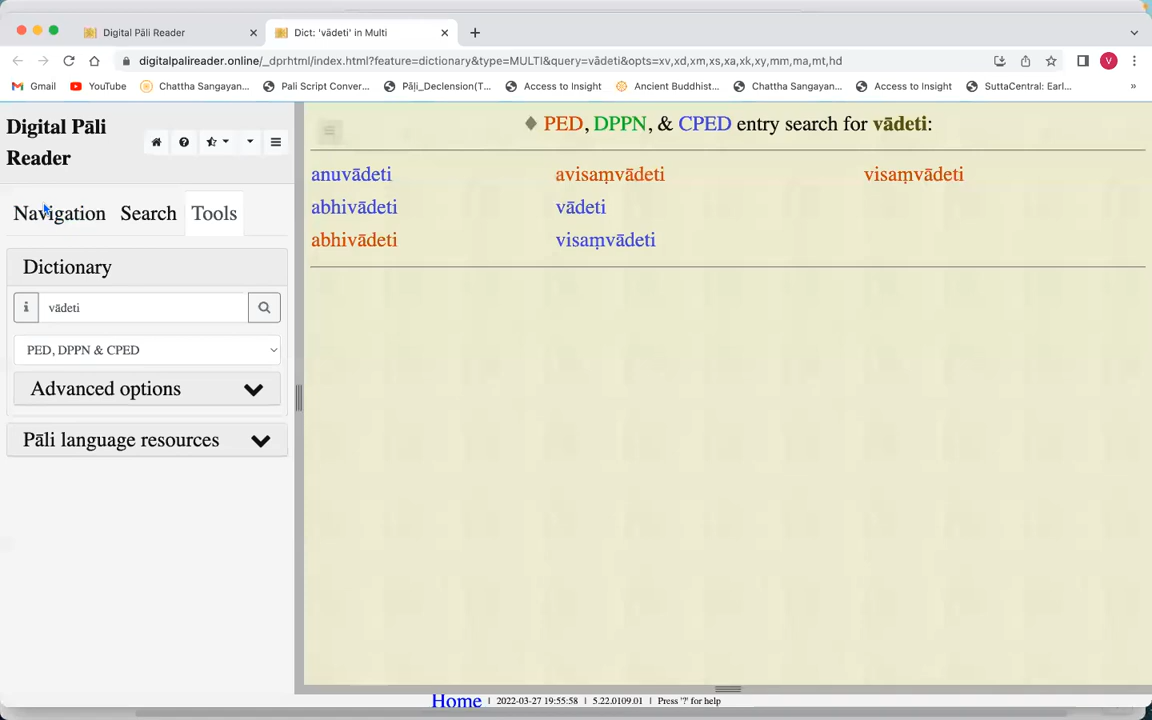 Digital Pāli Reader
Dict: 'vādeti' in Multi
digitalpalireader.online/_dprhtml/index.html?feature=dictionary&type=MULTI&query=vādeti&opts=xv,xd,xm,xs,xa,xk,xy,mm,ma,mt,hd
V
Gmail
YouTube
Chattha Sangayan...
Pali Script Conver...
Pāḷi_Declension(T...
Access to Insight
Ancient Buddhist...
Chattha Sangayan...
Access to Insight
SuttaCentral: Earl...
»
Digital Pāli
Reader
Navigation
Search
Tools
Dictionary
vādeti
PED, DPPN & CPED
Advanced options
Pāli language resources
♦ PED, DPPN, & CPED entry search for vādeti:
anuvādeti
abhivādeti
abhivādeti
avisaṃvādeti
vādeti
visaṃvādeti
visaṃvādeti
Home | 2022-03-27 19:55:58 | 5.22.0109.01 | Press '?' for help